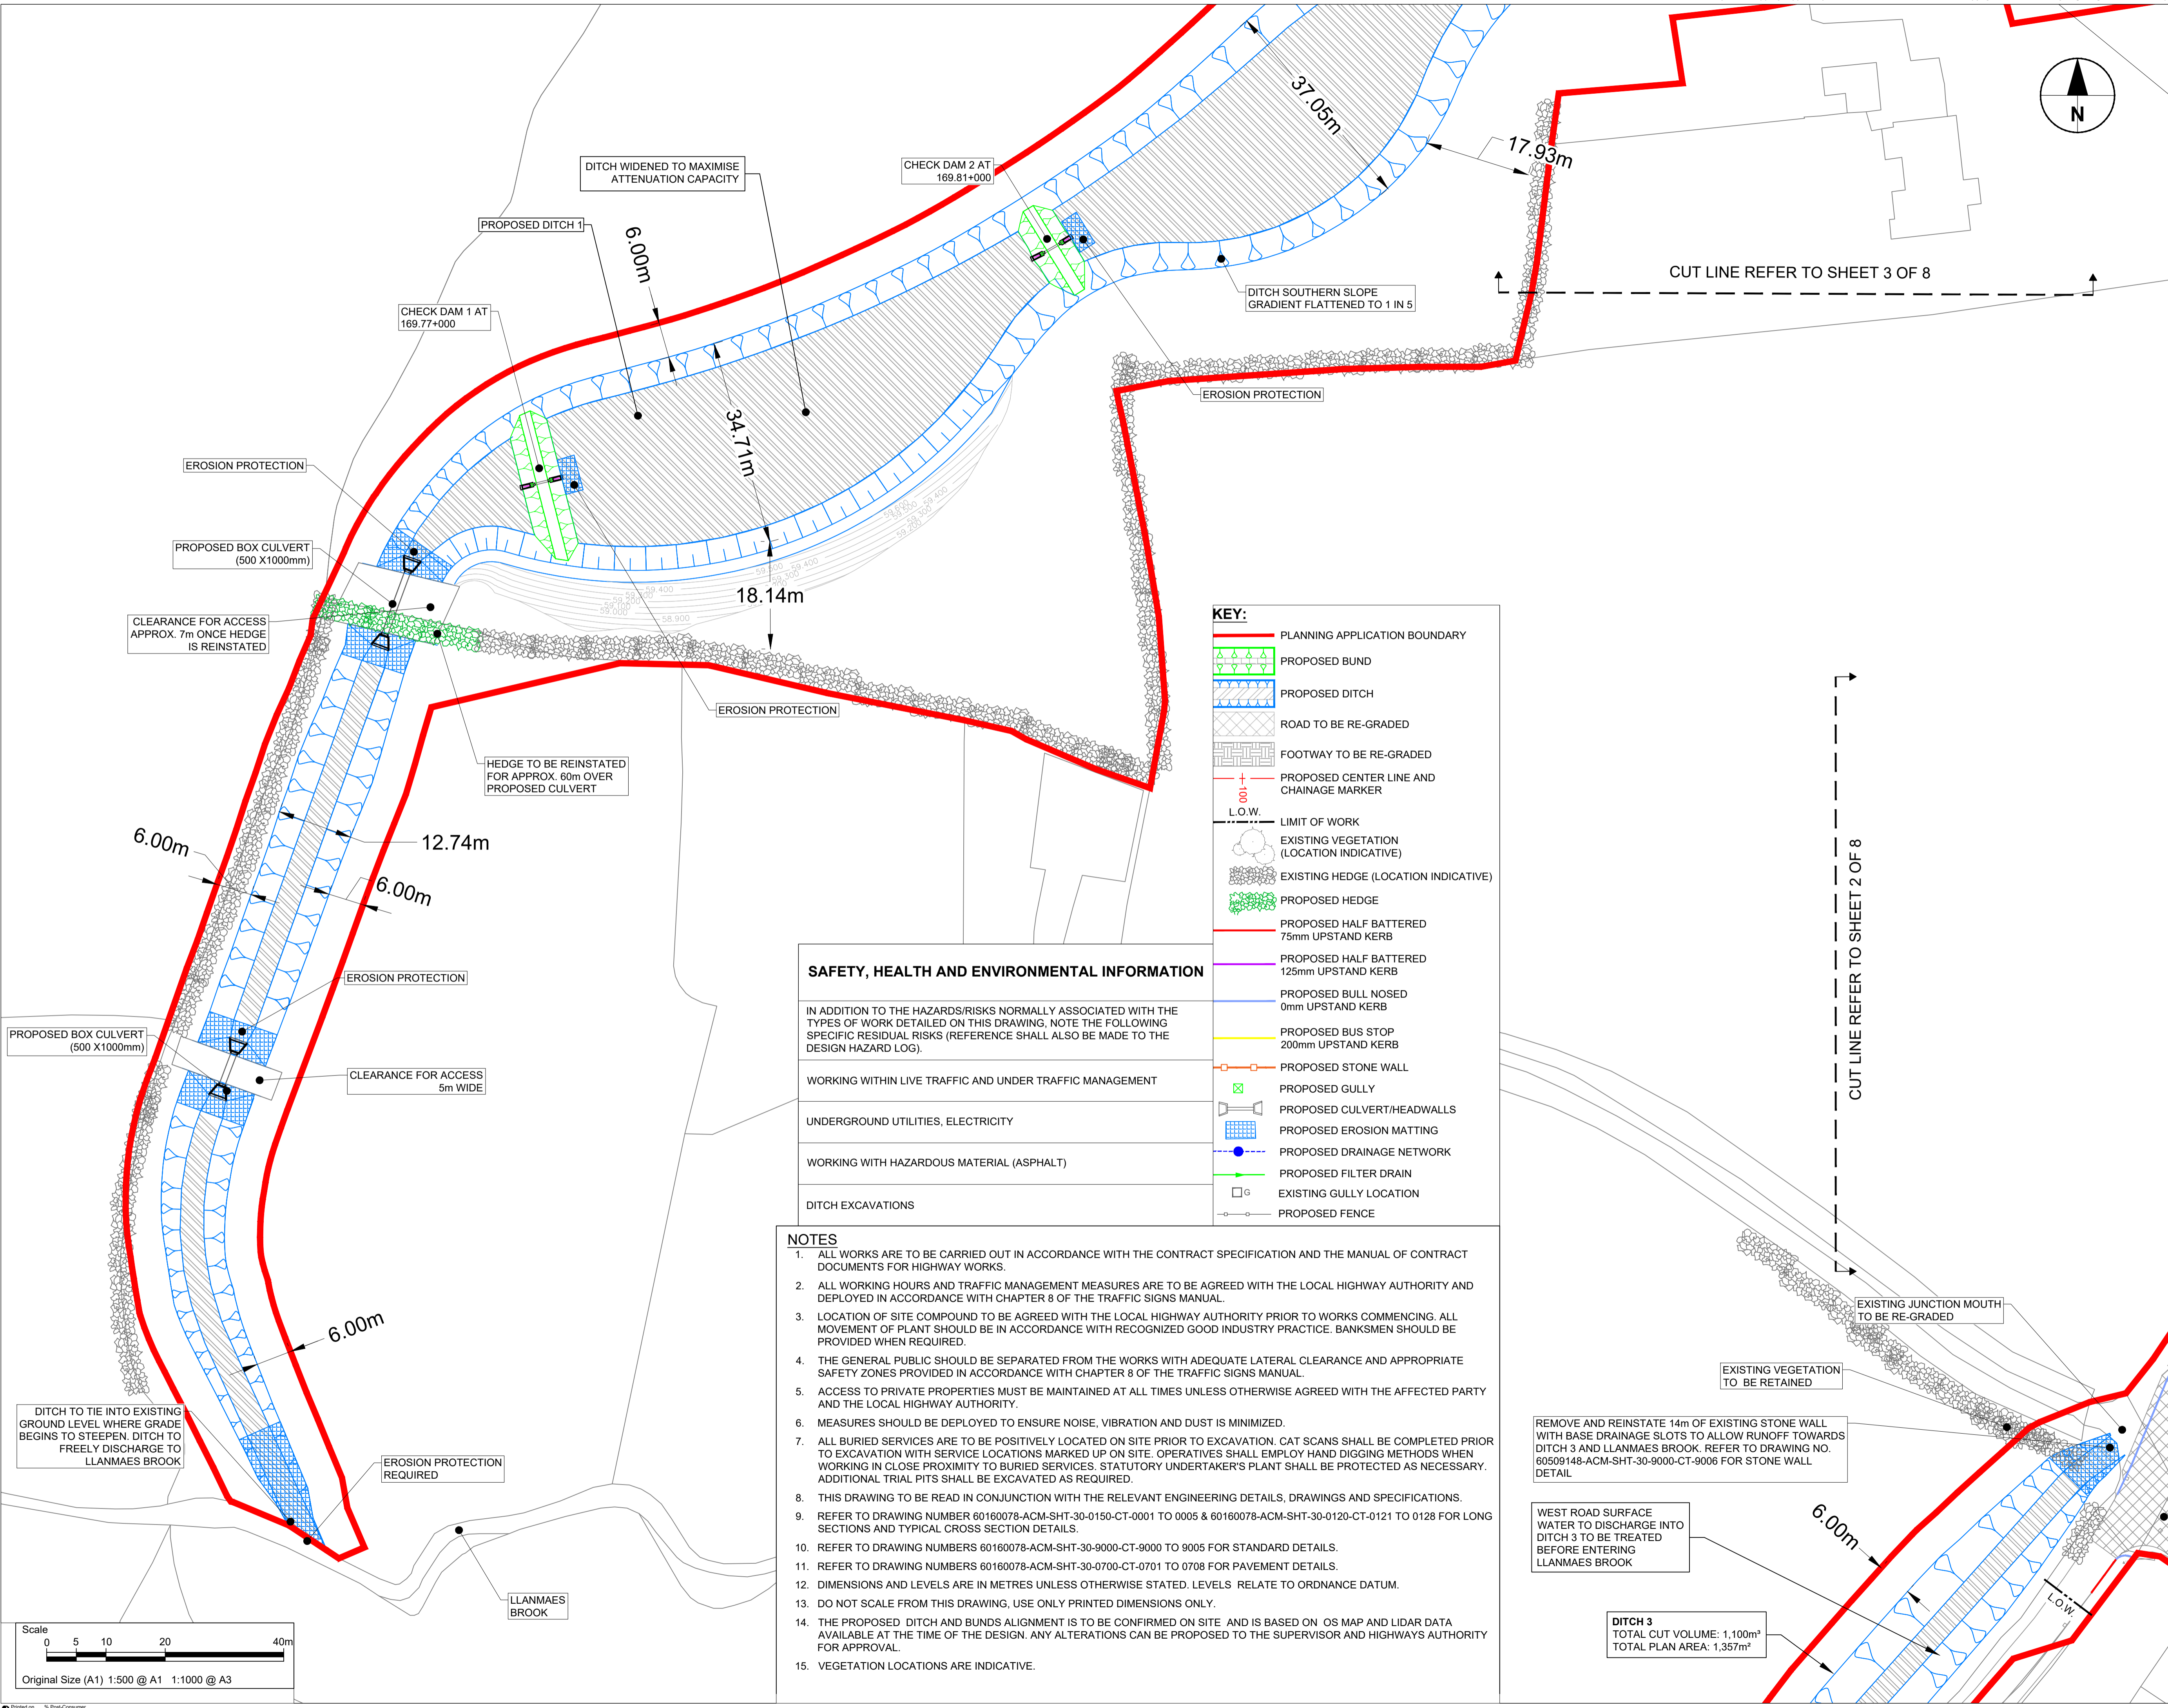 37.05m
17.93m
N
DITCH WIDENED TO MAXIMISE
ATTENUATION CAPACITY
CHECK DAM 2 AT
169.81+000
PROPOSED DITCH 1
6.00m
CUT LINE REFER TO SHEET 3 OF 8
DITCH SOUTHERN SLOPE
GRADIENT FLATTENED TO 1 IN 5
CHECK DAM 1 AT
169.77+000
EROSION PROTECTION
34.71m
EROSION PROTECTION
59.600
59.500
59.400
59.300
59.200
PROPOSED BOX CULVERT
(500 X1000mm)
59.500
59.400
59.300
59.400
59.300
59.200
59.100
59.000
58.900
18.14m
CLEARANCE FOR ACCESS
APPROX. 7m ONCE HEDGE
IS REINSTATED
EROSION PROTECTION
HEDGE TO BE REINSTATED
FOR APPROX. 60m OVER
PROPOSED CULVERT
6.00m
12.74m
6.00m
EROSION PROTECTION
PROPOSED BOX CULVERT
(500 X1000mm)
CLEARANCE FOR ACCESS
5m WIDE
6.00m
DITCH TO TIE INTO EXISTING
GROUND LEVEL WHERE GRADE
BEGINS TO STEEPEN. DITCH TO
FREELY DISCHARGE TO
LLANMAES BROOK
EROSION PROTECTION
REQUIRED
LLANMAES
BROOK
Scale
0 5 10 20 40m
Original Size (A1) 1:500 @ A1 1:1000 @ A3
Printed on % Post-Consumer
KEY:
PLANNING APPLICATION BOUNDARY
PROPOSED BUND
PROPOSED DITCH
ROAD TO BE RE-GRADED
FOOTWAY TO BE RE-GRADED
100
PROPOSED CENTER LINE AND
CHAINAGE MARKER
L.O.W.
LIMIT OF WORK
EXISTING VEGETATION
(LOCATION INDICATIVE)
EXISTING HEDGE (LOCATION INDICATIVE)
PROPOSED HEDGE
PROPOSED HALF BATTERED
75mm UPSTAND KERB
PROPOSED HALF BATTERED
125mm UPSTAND KERB
PROPOSED BULL NOSED
0mm UPSTAND KERB
PROPOSED BUS STOP
200mm UPSTAND KERB
PROPOSED STONE WALL
PROPOSED GULLY
PROPOSED CULVERT/HEADWALLS
PROPOSED EROSION MATTING
PROPOSED DRAINAGE NETWORK
PROPOSED FILTER DRAIN
G EXISTING GULLY LOCATION
PROPOSED FENCE
SAFETY, HEALTH AND ENVIRONMENTAL INFORMATION
IN ADDITION TO THE HAZARDS/RISKS NORMALLY ASSOCIATED WITH THE
TYPES OF WORK DETAILED ON THIS DRAWING, NOTE THE FOLLOWING
SPECIFIC RESIDUAL RISKS (REFERENCE SHALL ALSO BE MADE TO THE
DESIGN HAZARD LOG).
WORKING WITHIN LIVE TRAFFIC AND UNDER TRAFFIC MANAGEMENT
UNDERGROUND UTILITIES, ELECTRICITY
WORKING WITH HAZARDOUS MATERIAL (ASPHALT)
DITCH EXCAVATIONS
NOTES
1. ALL WORKS ARE TO BE CARRIED OUT IN ACCORDANCE WITH THE CONTRACT SPECIFICATION AND THE MANUAL OF CONTRACT
DOCUMENTS FOR HIGHWAY WORKS.
2. ALL WORKING HOURS AND TRAFFIC MANAGEMENT MEASURES ARE TO BE AGREED WITH THE LOCAL HIGHWAY AUTHORITY AND
DEPLOYED IN ACCORDANCE WITH CHAPTER 8 OF THE TRAFFIC SIGNS MANUAL.
3. LOCATION OF SITE COMPOUND TO BE AGREED WITH THE LOCAL HIGHWAY AUTHORITY PRIOR TO WORKS COMMENCING. ALL
MOVEMENT OF PLANT SHOULD BE IN ACCORDANCE WITH RECOGNIZED GOOD INDUSTRY PRACTICE. BANKSMEN SHOULD BE
PROVIDED WHEN REQUIRED.
4. THE GENERAL PUBLIC SHOULD BE SEPARATED FROM THE WORKS WITH ADEQUATE LATERAL CLEARANCE AND APPROPRIATE
SAFETY ZONES PROVIDED IN ACCORDANCE WITH CHAPTER 8 OF THE TRAFFIC SIGNS MANUAL.
5. ACCESS TO PRIVATE PROPERTIES MUST BE MAINTAINED AT ALL TIMES UNLESS OTHERWISE AGREED WITH THE AFFECTED PARTY
AND THE LOCAL HIGHWAY AUTHORITY.
6. MEASURES SHOULD BE DEPLOYED TO ENSURE NOISE, VIBRATION AND DUST IS MINIMIZED.
7. ALL BURIED SERVICES ARE TO BE POSITIVELY LOCATED ON SITE PRIOR TO EXCAVATION. CAT SCANS SHALL BE COMPLETED PRIOR
TO EXCAVATION WITH SERVICE LOCATIONS MARKED UP ON SITE. OPERATIVES SHALL EMPLOY HAND DIGGING METHODS WHEN
WORKING IN CLOSE PROXIMITY TO BURIED SERVICES. STATUTORY UNDERTAKER'S PLANT SHALL BE PROTECTED AS NECESSARY.
ADDITIONAL TRIAL PITS SHALL BE EXCAVATED AS REQUIRED.
8. THIS DRAWING TO BE READ IN CONJUNCTION WITH THE RELEVANT ENGINEERING DETAILS, DRAWINGS AND SPECIFICATIONS.
9. REFER TO DRAWING NUMBER 60160078-ACM-SHT-30-0150-CT-0001 TO 0005 & 60160078-ACM-SHT-30-0120-CT-0121 TO 0128 FOR LONG
SECTIONS AND TYPICAL CROSS SECTION DETAILS.
10. REFER TO DRAWING NUMBERS 60160078-ACM-SHT-30-9000-CT-9000 TO 9005 FOR STANDARD DETAILS.
11. REFER TO DRAWING NUMBERS 60160078-ACM-SHT-30-0700-CT-0701 TO 0708 FOR PAVEMENT DETAILS.
12. DIMENSIONS AND LEVELS ARE IN METRES UNLESS OTHERWISE STATED. LEVELS RELATE TO ORDNANCE DATUM.
13. DO NOT SCALE FROM THIS DRAWING, USE ONLY PRINTED DIMENSIONS ONLY.
14. THE PROPOSED DITCH AND BUNDS ALIGNMENT IS TO BE CONFIRMED ON SITE AND IS BASED ON OS MAP AND LIDAR DATA
AVAILABLE AT THE TIME OF THE DESIGN. ANY ALTERATIONS CAN BE PROPOSED TO THE SUPERVISOR AND HIGHWAYS AUTHORITY
FOR APPROVAL.
15. VEGETATION LOCATIONS ARE INDICATIVE.
CUT LINE REFER TO SHEET 2 OF 8
EXISTING JUNCTION MOUTH
TO BE RE-GRADED
EXISTING VEGETATION
TO BE RETAINED
REMOVE AND REINSTATE 14m OF EXISTING STONE WALL
WITH BASE DRAINAGE SLOTS TO ALLOW RUNOFF TOWARDS
DITCH 3 AND LLANMAES BROOK. REFER TO DRAWING NO.
60509148-ACM-SHT-30-9000-CT-9006 FOR STONE WALL
DETAIL
WEST ROAD SURFACE
WATER TO DISCHARGE INTO
DITCH 3 TO BE TREATED
BEFORE ENTERING
LLANMAES BROOK
6.00m
L.O.W.
DITCH 3
TOTAL CUT VOLUME: 1,100m³
TOTAL PLAN AREA: 1,357m²